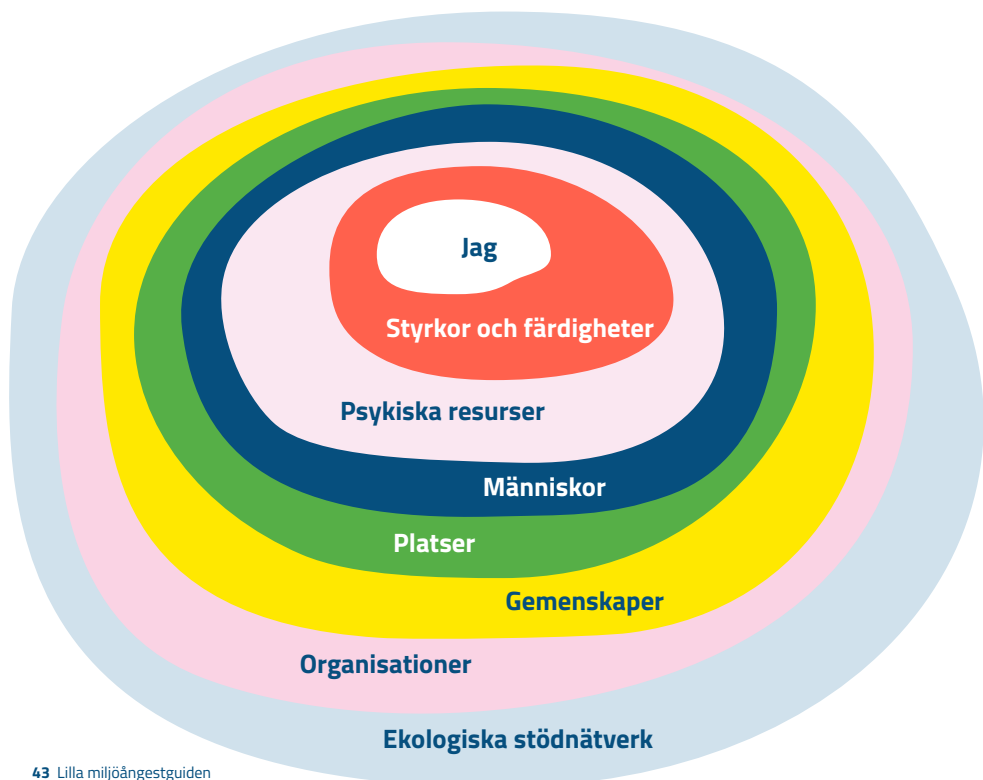 Jag
Styrkor och färdigheter
Psykiska resurser
Människor
Platser
Gemenskaper
Organisationer
Ekologiska stödnätverk
43 Lilla miljöångestguiden